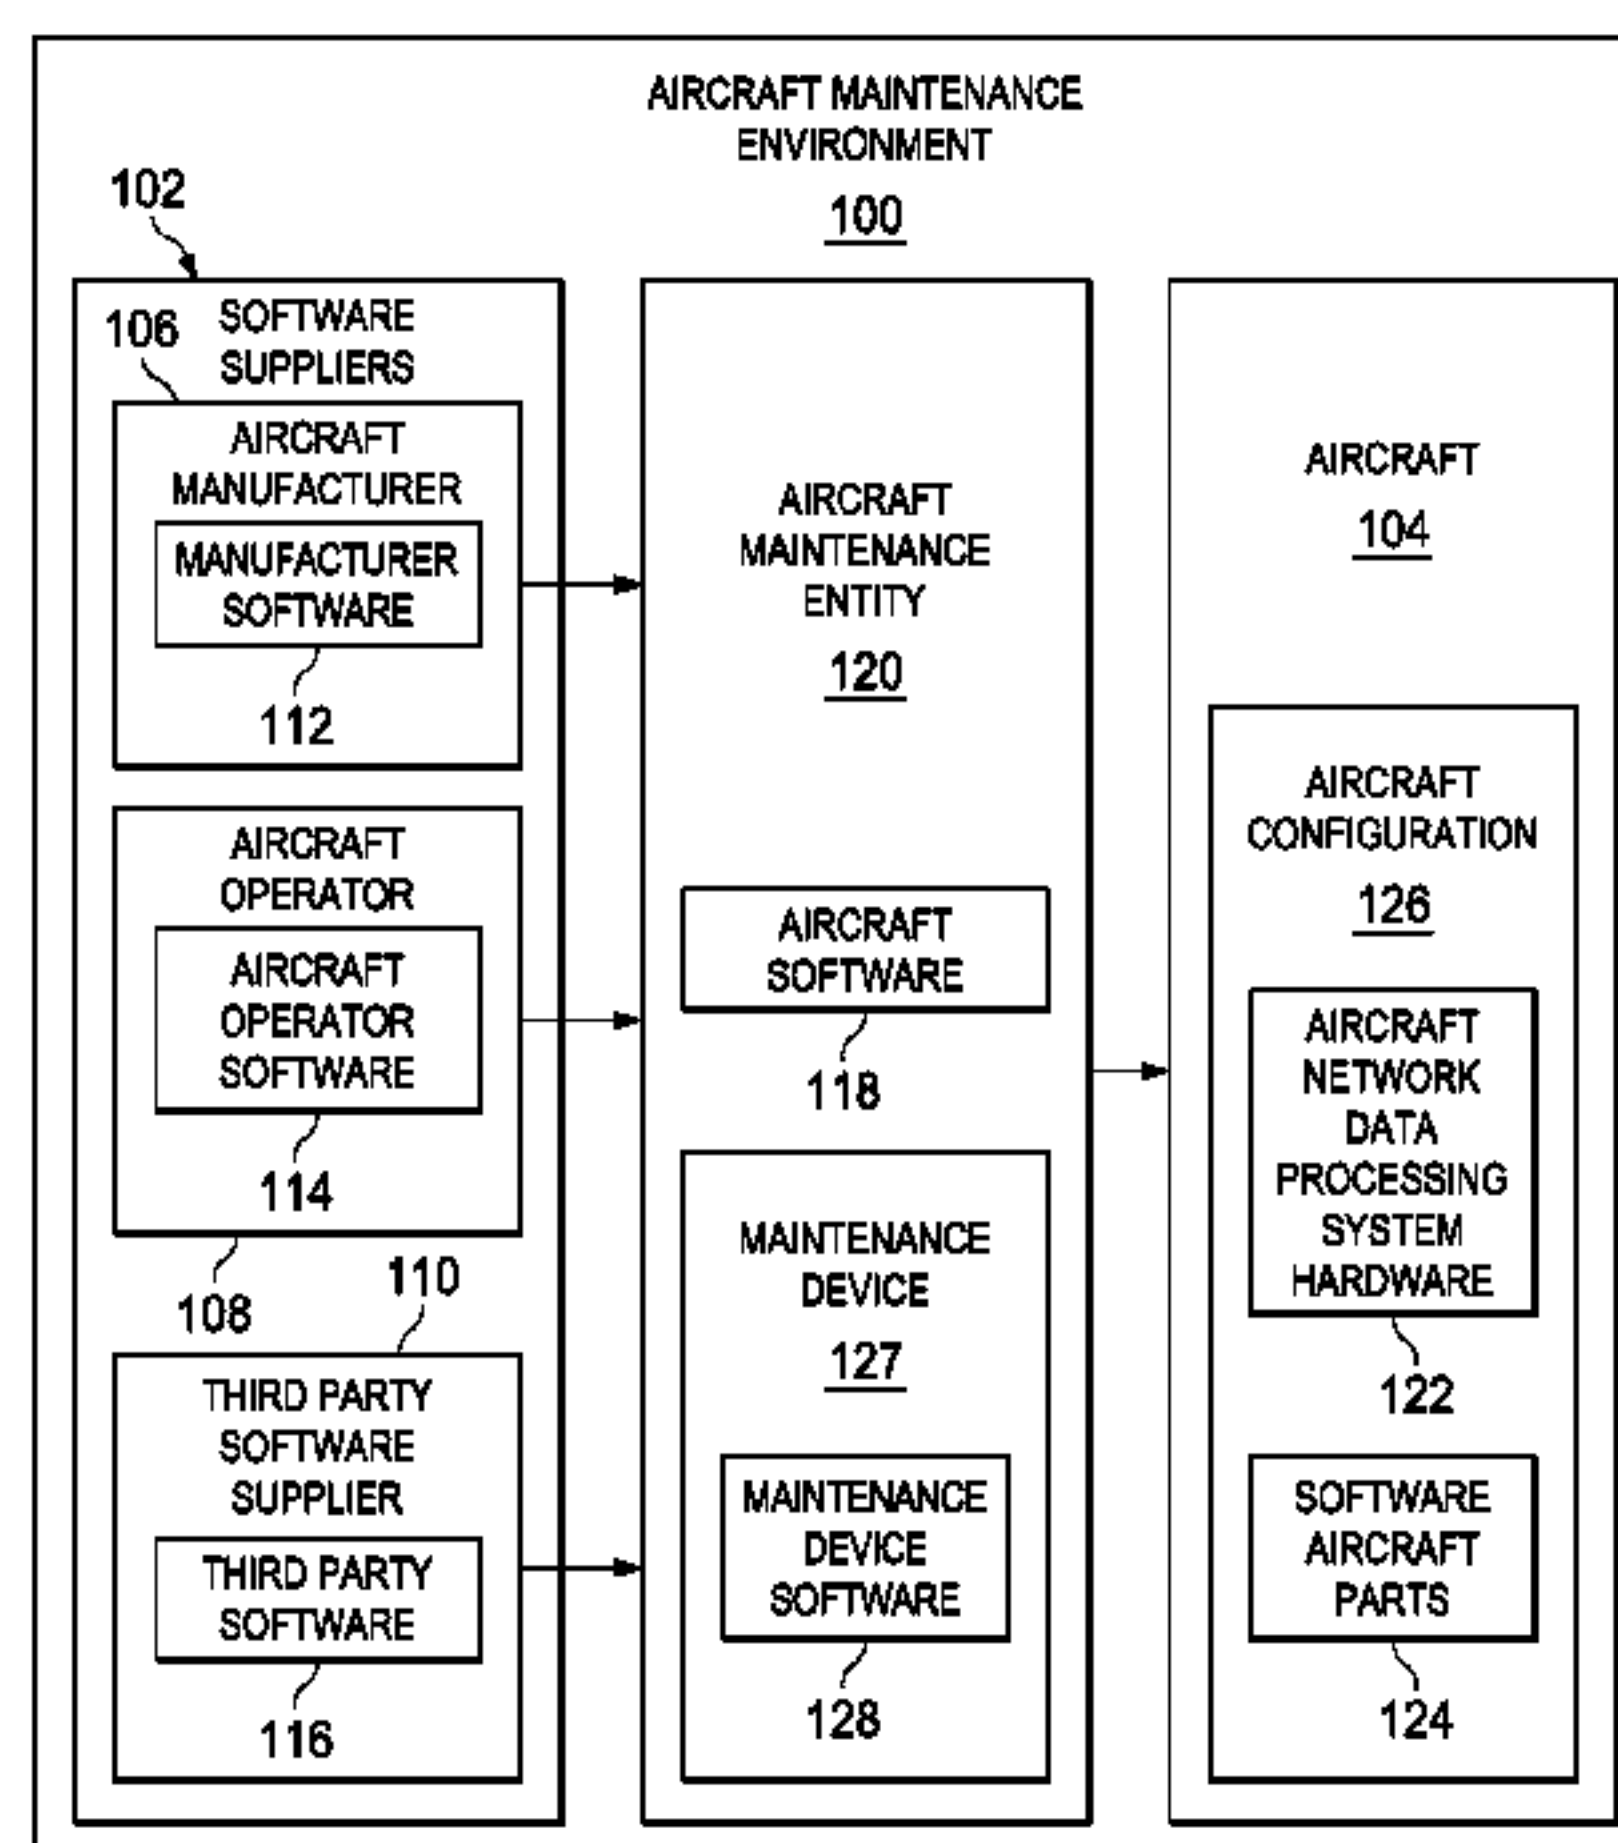 AIRCRAFT MAINTENANCE
ENVIRONMENT
100
102
SOFTWARE
SUPPLIERS
106
AIRCRAFT
MANUFACTURER
MANUFACTURER
SOFTWARE
112
AIRCRAFT
OPERATOR
AIRCRAFT
OPERATOR
SOFTWARE
114
108
110
THIRD PARTY
SOFTWARE
SUPPLIER
THIRD PARTY
SOFTWARE
116
AIRCRAFT
MAINTENANCE
ENTITY
120
AIRCRAFT
SOFTWARE
118
MAINTENANCE
DEVICE
127
MAINTENANCE
DEVICE
SOFTWARE
128
AIRCRAFT
104
AIRCRAFT
CONFIGURATION
126
AIRCRAFT
NETWORK
DATA
PROCESSING
SYSTEM
HARDWARE
122
SOFTWARE
AIRCRAFT
PARTS
124